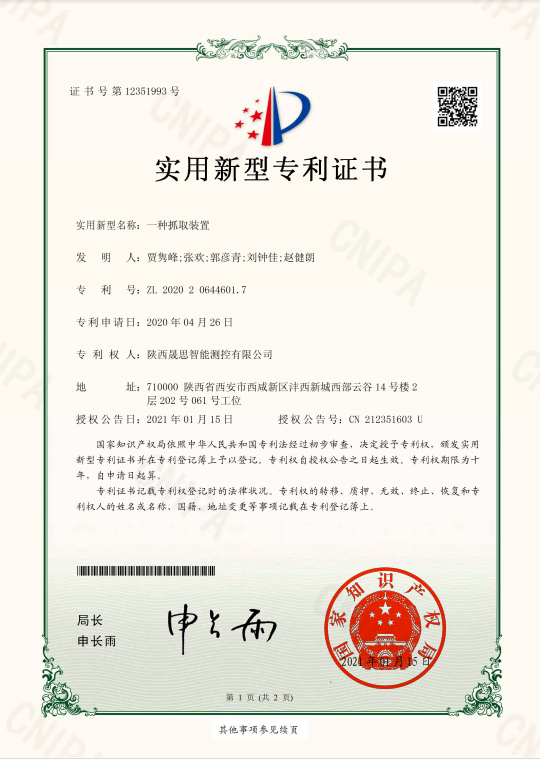 证书号第12351993号
实用新型专利证书
实用新型名称：一种抓取装置
发明人：贾隽峰;张欢;郭彦青;刘钟佳;赵健朗
专利号：ZL 2020 2 0644601.7
专利申请日：2020年04月26日
专利权人：陕西晟思智能测控有限公司
地址：710000 陕西省西安市西咸新区沣西新城西部云谷14号楼2
层202号061号工位
授权公告日：2021年01月15日 授权公告号：CN 212351603 U
国家知识产权局依照中华人民共和国专利法经过初步审查，决定授予专利权，颁发实用
新型专利证书并在专利登记簿上予以登记。专利权自授权公告之日起生效。专利权期限为十
年，自申请日起算。
专利证书记载专利权登记时的法律状况。专利权的转移、质押、无效、终止、恢复和专
利权人的姓名或名称、国籍、地址变更等事项记载在专利登记簿上。
局长
申长雨
申长雨
国家知识产权局
2021年01月15日
第 1 页 (共 2 页)
其他事项参见续页
CNIPA